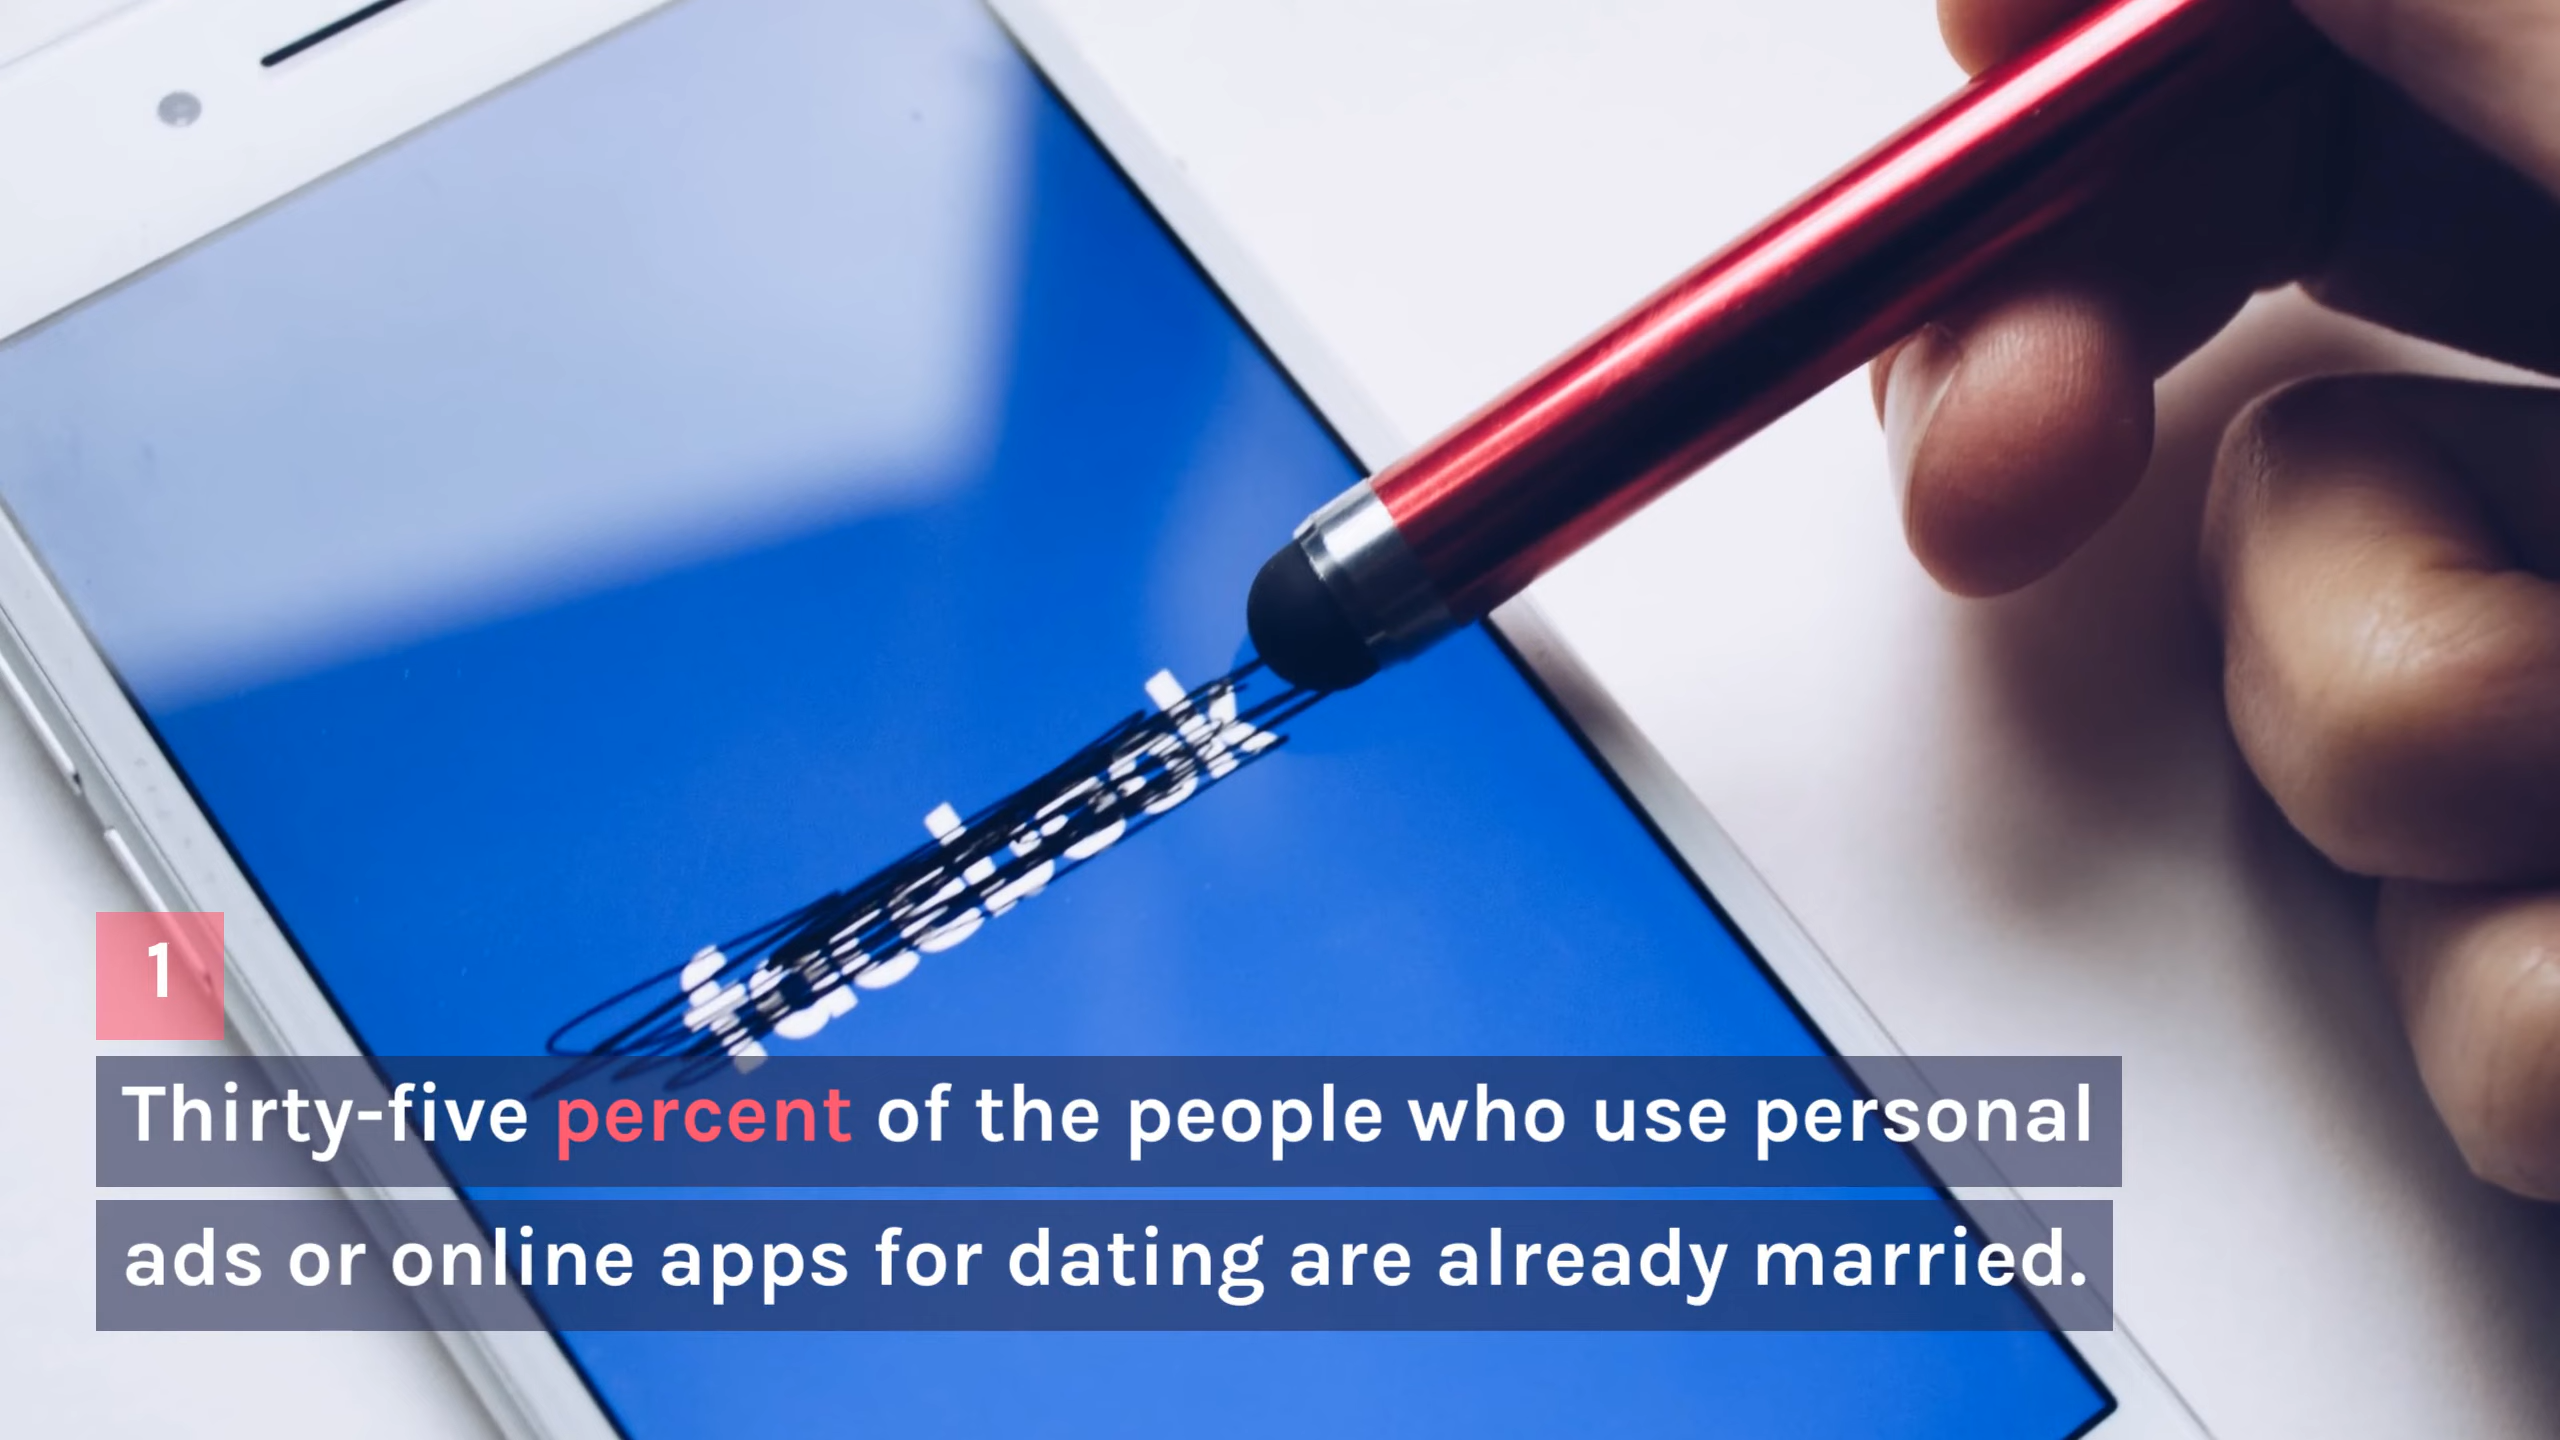 facebook
1
Thirty-five percent of the people who use personal
ads or online apps for dating are already married.